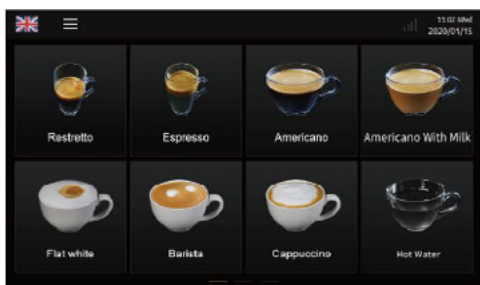 15:02 Wed
2020/01/15
Restretto
Espresso
Americano
Americano With Milk
Flat white
Barista
Cappuccino
Hot Water